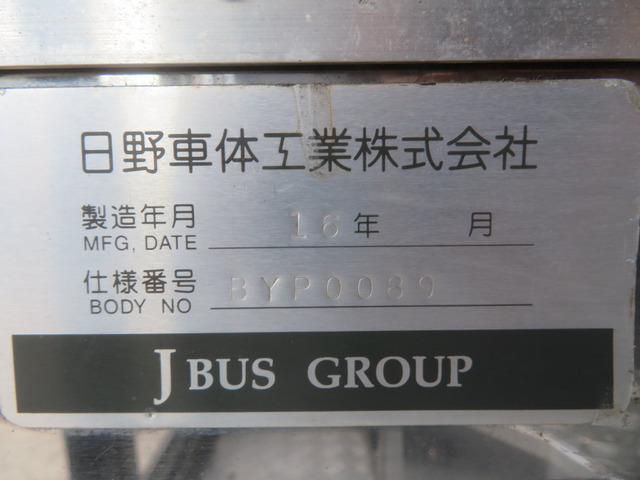 日野車体工業株式会社
製造年月 16年 月
MFG, DATE
仕様番号 BYP0089
BODY NO
J BUS GROUP